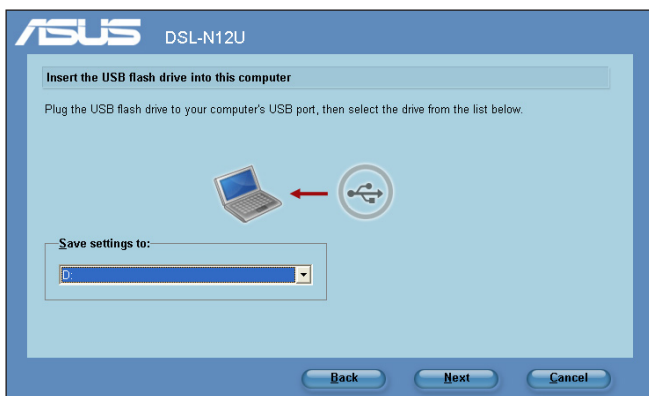 ASUS DSL-N12U
Insert the USB flash drive into this computer
Plug the USB flash drive to your computer's USB port, then select the drive from the list below.
Save settings to:
D:
Back Next Cancel